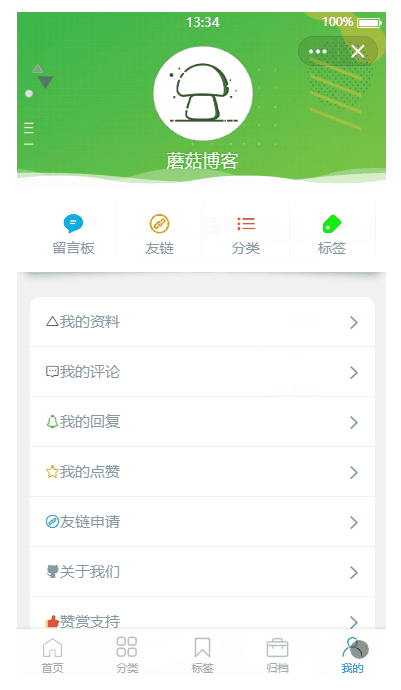 13:34
100%
蘑菇博客
留言板
友链
分类
标签
我的资料
我的评论
我的回复
我的点赞
友链申请
关于我们
赞赏支持
首页
分类
标签
归档
我的